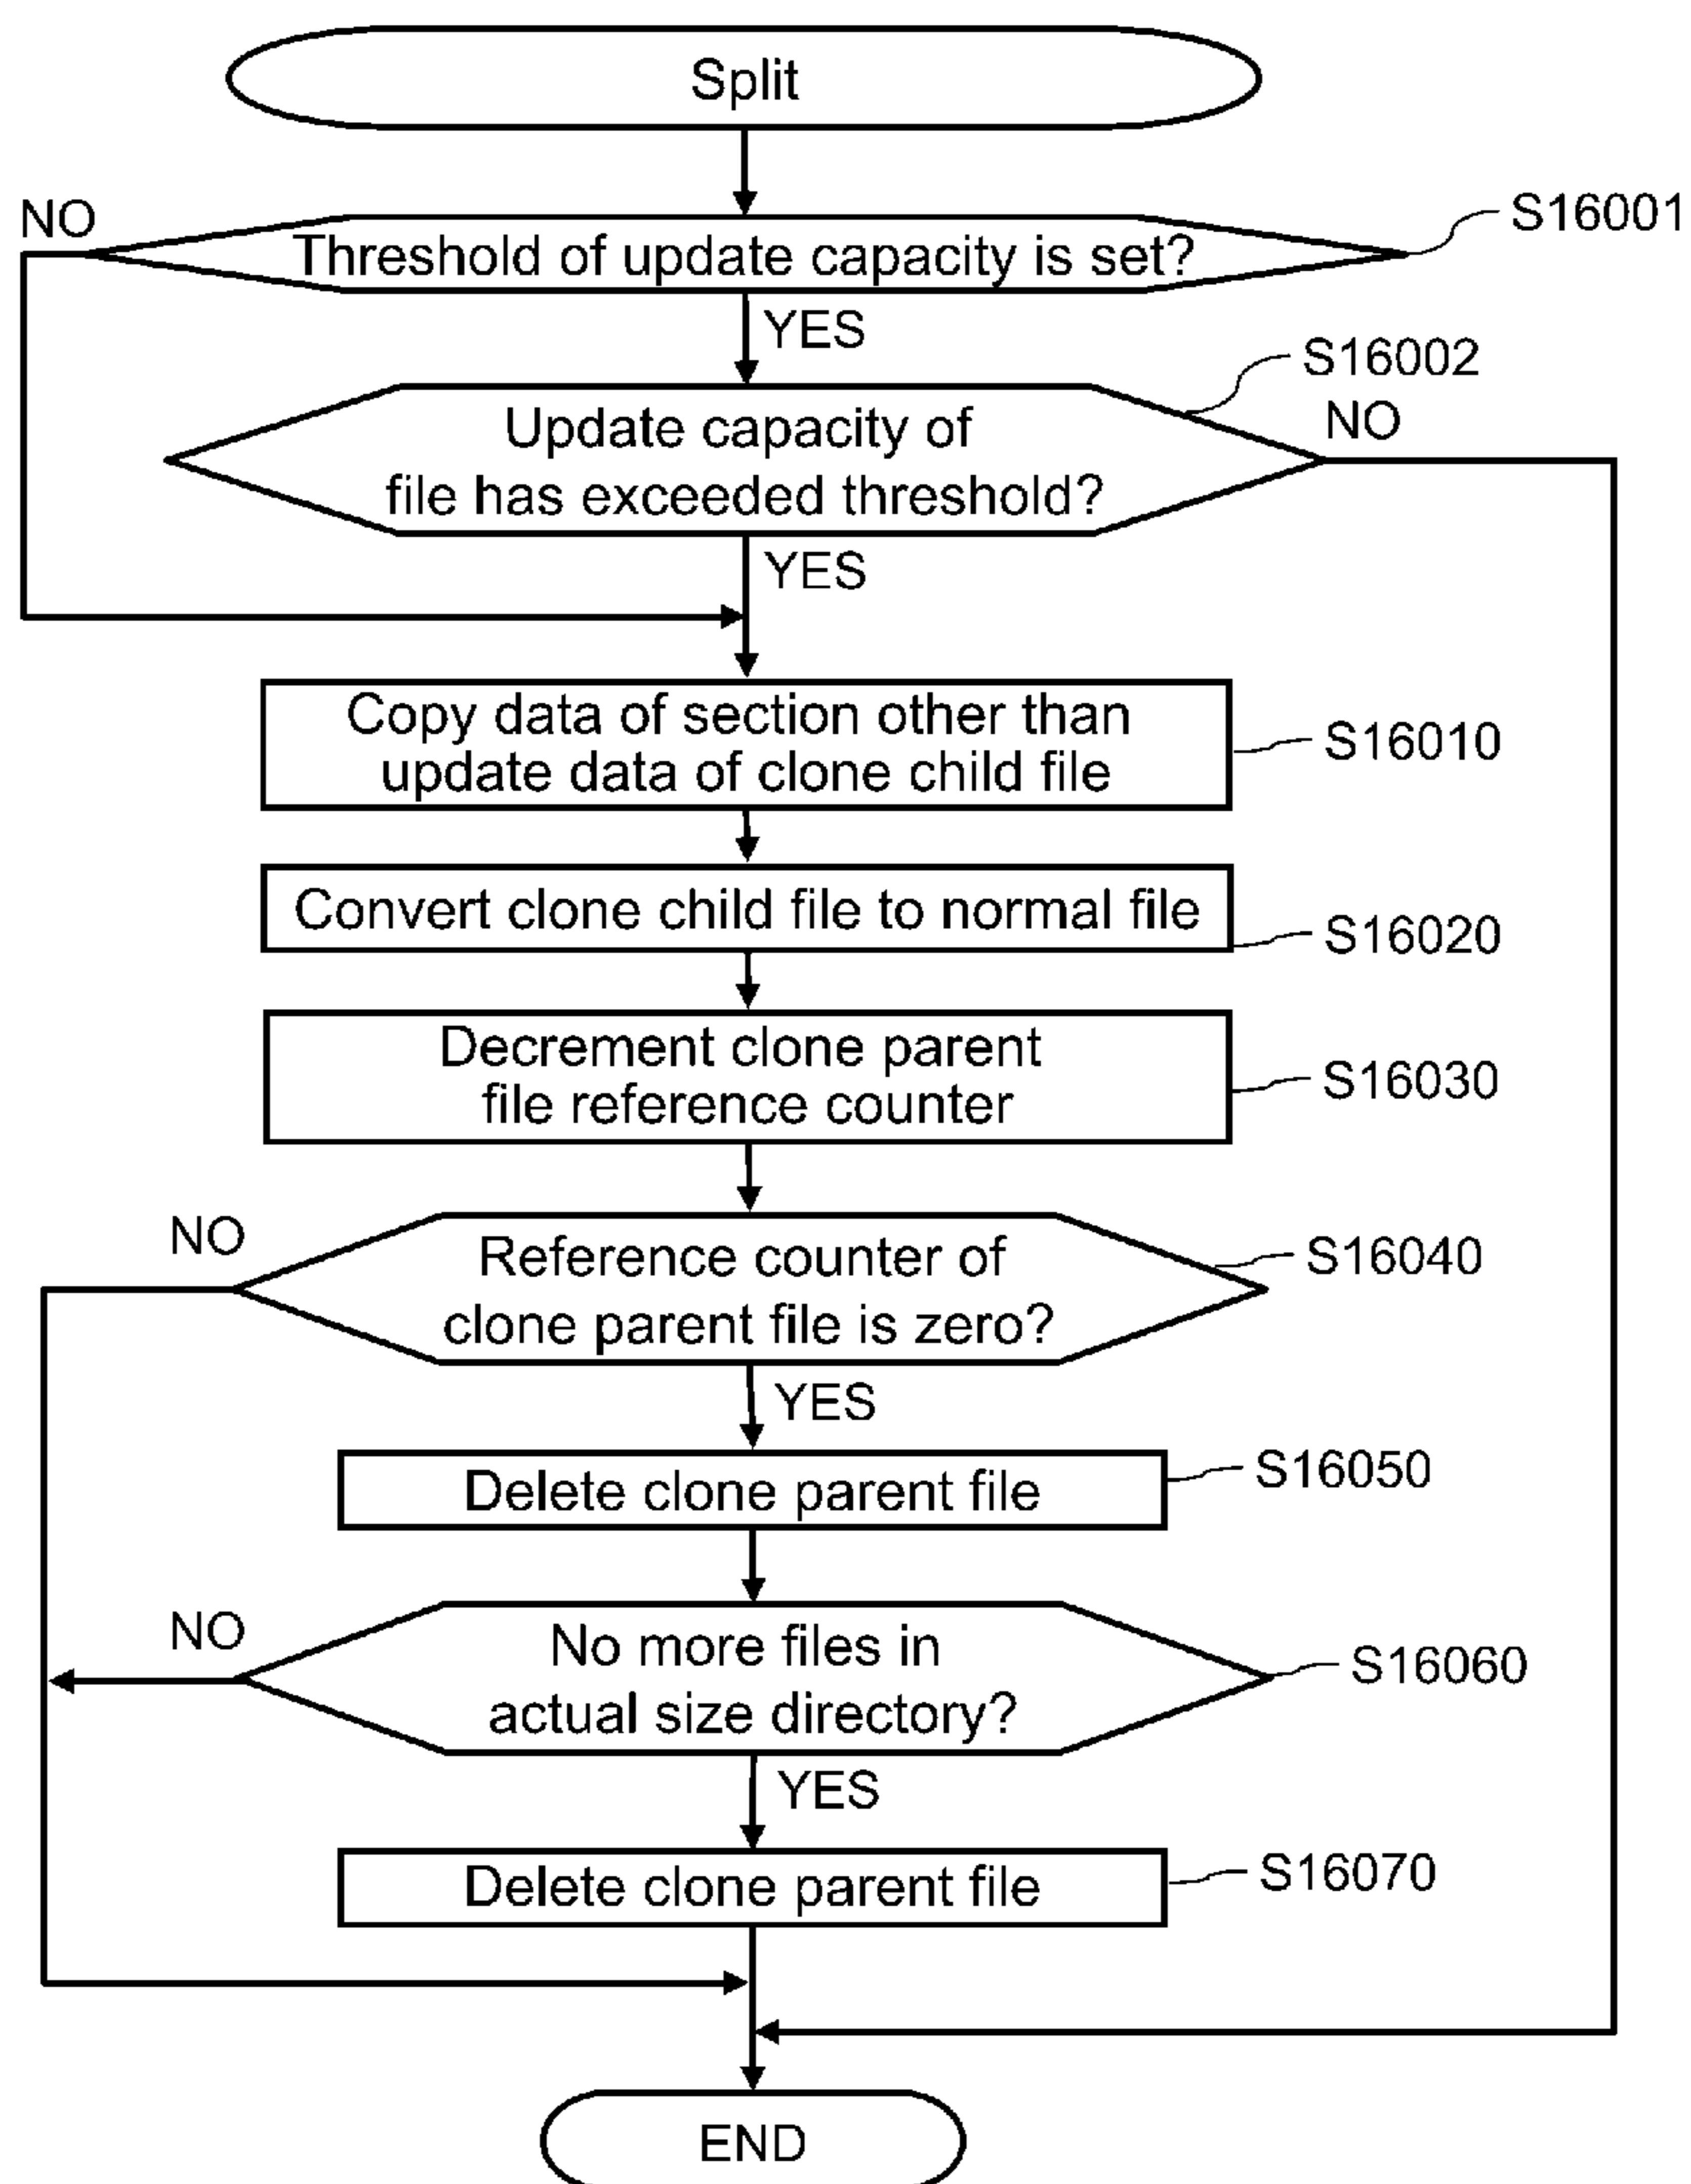 Split
NO
Threshold of update capacity is set?
S16001
YES
S16002
Update capacity of
file has exceeded threshold?
NO
YES
Copy data of section other than
update data of clone child file
S16010
Convert clone child file to normal file
S16020
Decrement clone parent
file reference counter
S16030
NO
Reference counter of
clone parent file is zero?
S16040
YES
Delete clone parent file
S16050
NO
No more files in
actual size directory?
S16060
YES
Delete clone parent file
S16070
END